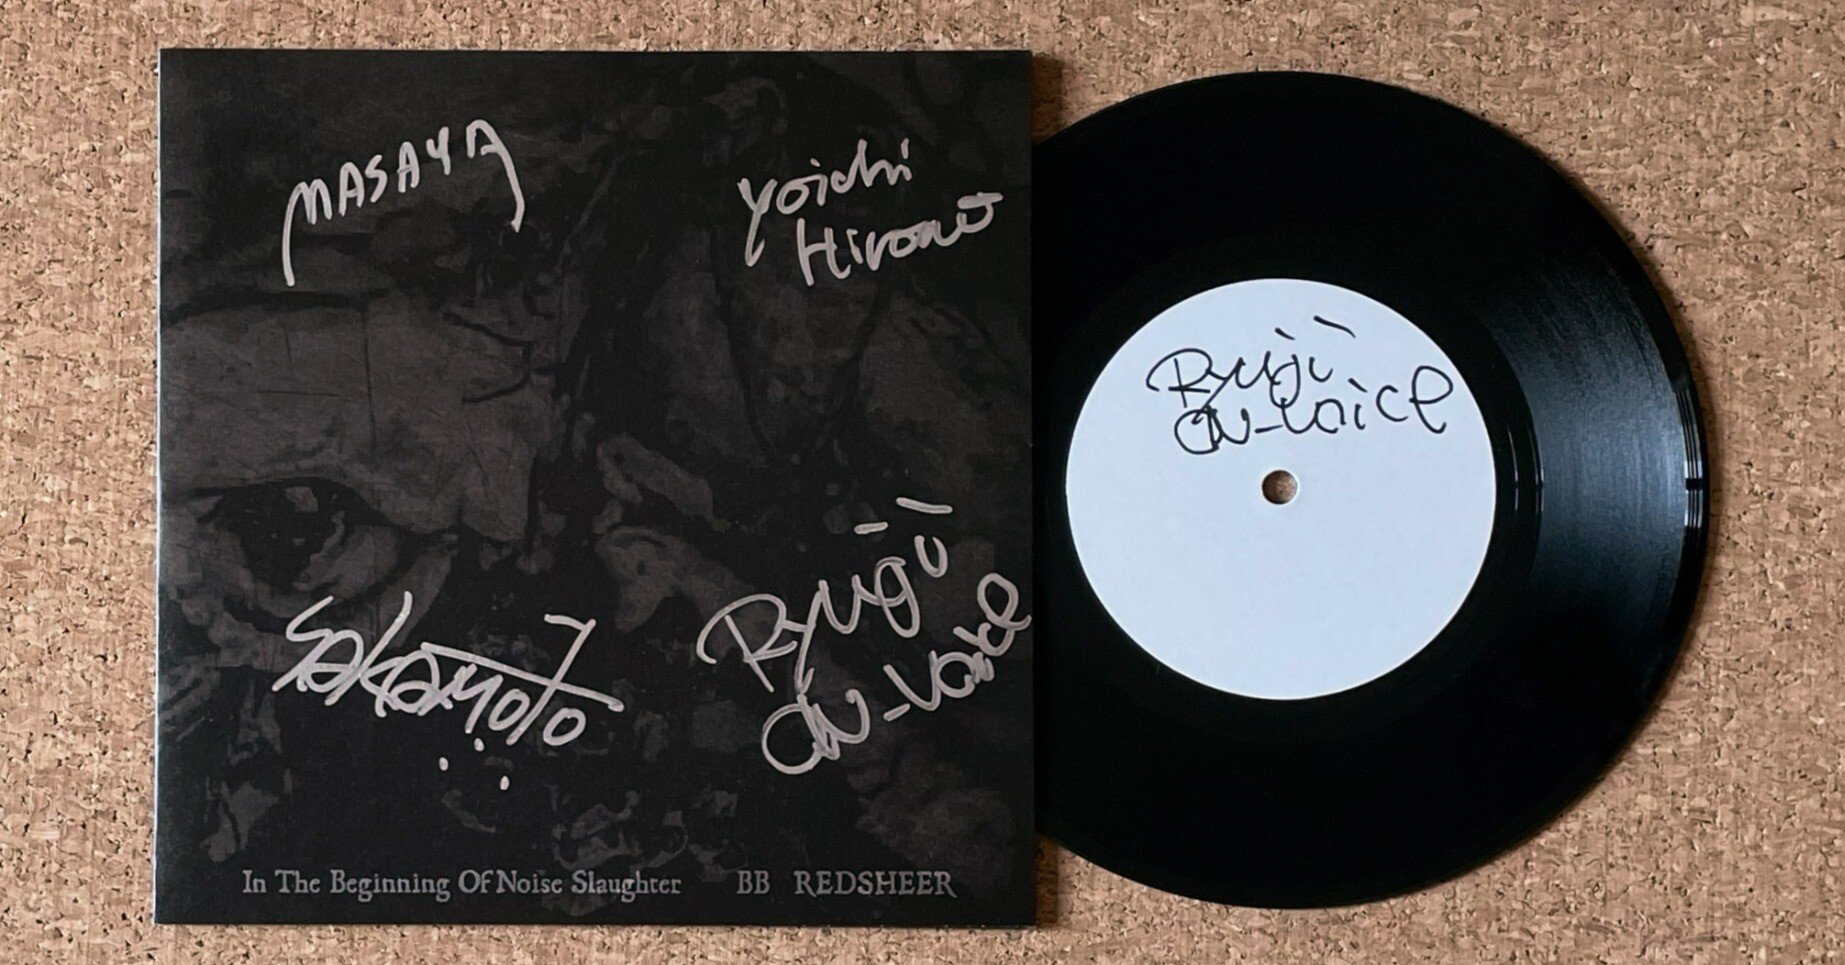 MASAYA
Yoichi
Hirono
Sakamoto
Ryuji
ON-VOICE
In The Beginning Of Noise Slaughter BB REDSHEER
Ryuji
ON-VOICE